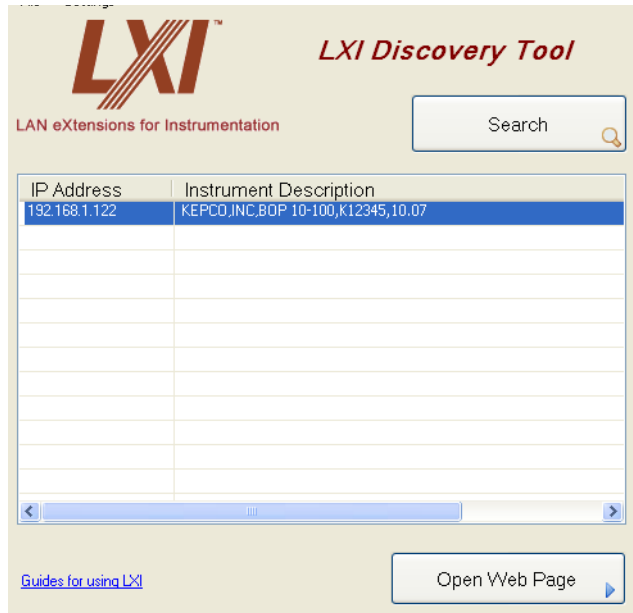 LXI™
LXI Discovery Tool
LAN eXtensions for Instrumentation
Search
IP Address Instrument Description
192.168.1.122 KEPCO,INC,BOP 10-100,K12345,10.07
Guides for using LXI
Open Web Page